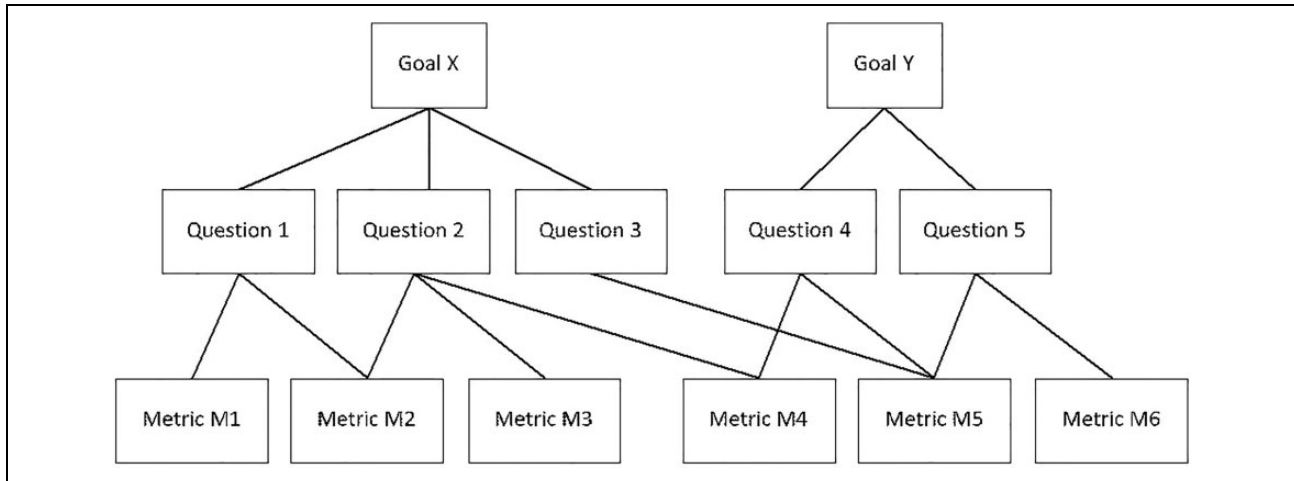 Goal X
Goal Y
Question 1
Question 2
Question 3
Question 4
Question 5
Metric M1
Metric M2
Metric M3
Metric M4
Metric M5
Metric M6